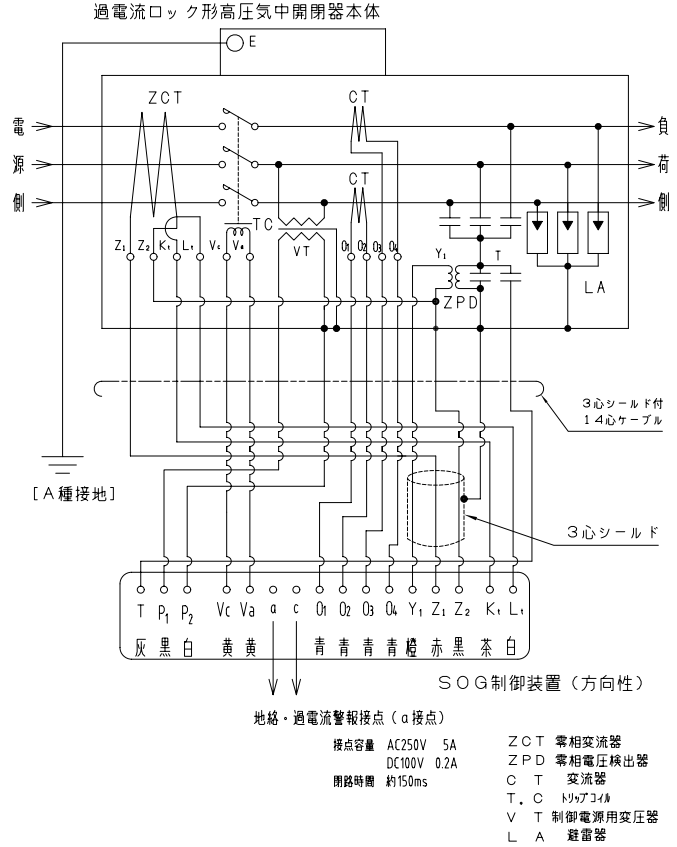 過電流ロック形高圧気中開閉器本体
E
ZCT
CT
電
源
側
負
荷
側
CT
TC
VT
Z₁ Z₂ Kt Lt Vc Va O₁ O₂ O₃ O₄ Y₁ T
ZPD
LA
3心シールド付
14心ケーブル
[A種接地]
3心シールド
T P₁ P₂ Vc Va a c O₁ O₂ O₃ O₄ Y₁ Z₁ Z₂ Kt Lt
灰 黒 白 黄 黄 青 青 青 青 橙 赤 黒 茶 白
SOG制御装置(方向性)
地絡・過電流警報接点(a接点)
接点容量 AC250V 5A
DC100V 0.2A
閉路時間 約150ms
ZCT 零相変流器
ZPD 零相電圧検出器
C T 変流器
T.C トリップコイル
V T 制御電源用変圧器
L A 避雷器